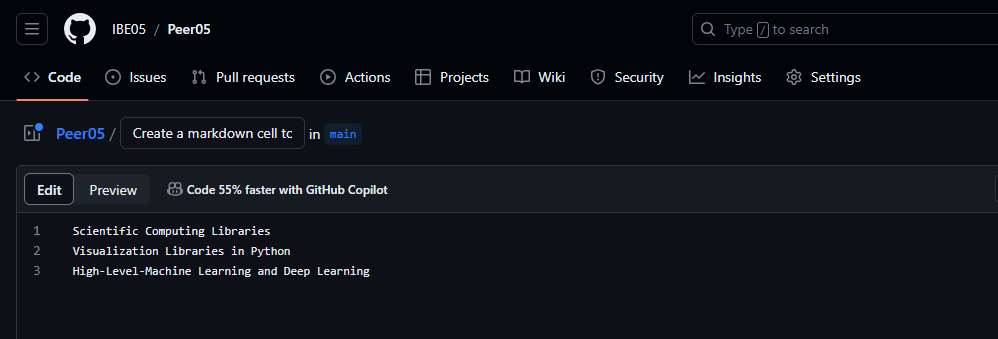 IBE05 / Peer05
Type / to search
Code Issues Pull requests Actions Projects Wiki Security Insights Settings
Peer05 / Create a markdown cell to in main
Edit Preview Code 55% faster with GitHub Copilot
1 Scientific Computing Libraries
2 Visualization Libraries in Python
3 High-Level-Machine Learning and Deep Learning